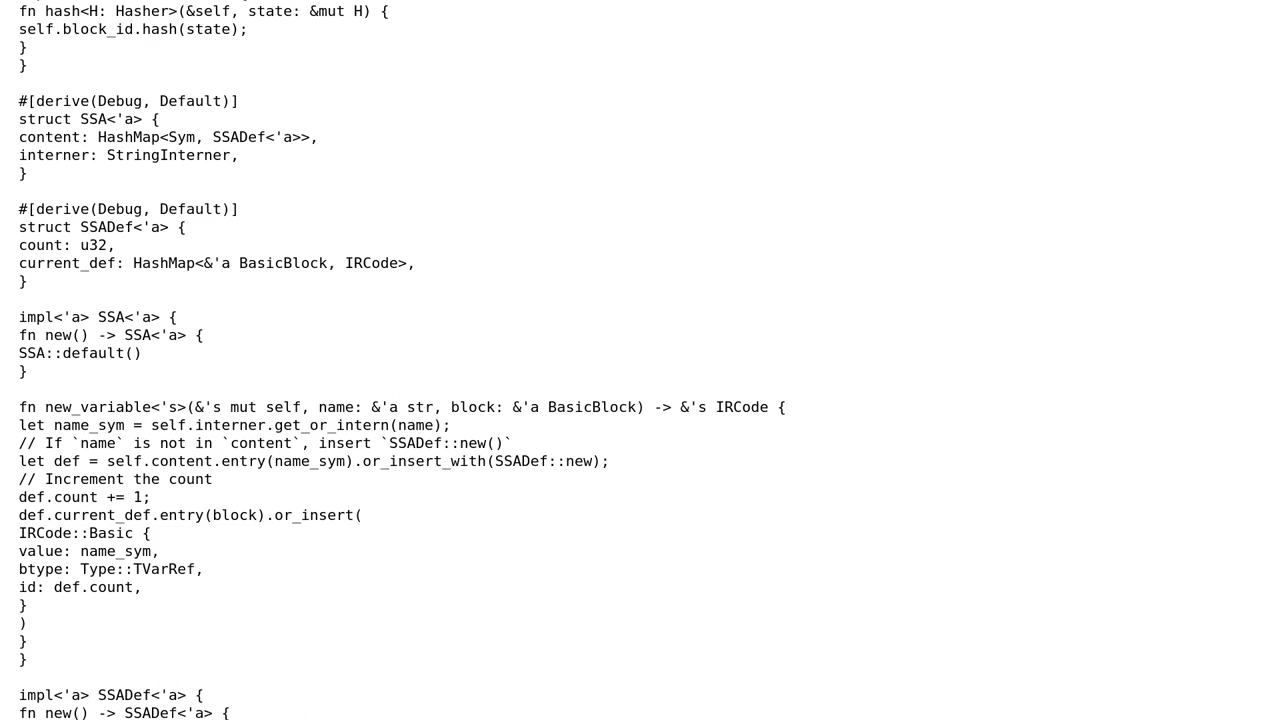 fn hash<H: Hasher>(&self, state: &mut H) {
self.block_id.hash(state);
}
}
#[derive(Debug, Default)]
struct SSA<'a> {
content: HashMap<Sym, SSADef<'a>>,
interner: StringInterner,
}
#[derive(Debug, Default)]
struct SSADef<'a> {
count: u32,
current_def: HashMap<&'a BasicBlock, IRCode>,
}
impl<'a> SSA<'a> {
fn new() -> SSA<'a> {
SSA::default()
}
fn new_variable<'s>(&'s mut self, name: &'a str, block: &'a BasicBlock) -> &'s IRCode {
let name_sym = self.interner.get_or_intern(name);
// If `name` is not in `content`, insert `SSADef::new()`
let def = self.content.entry(name_sym).or_insert_with(SSADef::new);
// Increment the count
def.count += 1;
def.current_def.entry(block).or_insert(
IRCode::Basic {
value: name_sym,
btype: Type::TVarRef,
id: def.count,
}
)
}
}
impl<'a> SSADef<'a> {
fn new() -> SSADef<'a> {